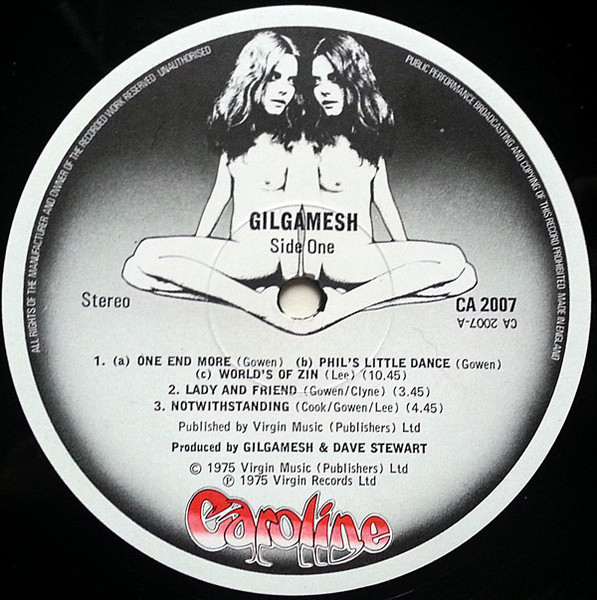 ALL RIGHTS OF THE MANUFACTURER AND OWNER OF THE RECORDED WORK RESERVED UNAUTHORISED
PUBLIC PERFORMANCE BROADCASTING AND COPYING OF THIS RECORD PROHIBITED MADE IN ENGLAND
GILGAMESH
Side One
Stereo
CA 2007
CA 2007-A
1. (a) ONE END MORE (Gowen) (b) PHIL'S LITTLE DANCE (Gowen)
(c) WORLD'S OF ZIN (Lee) (10.45)
2. LADY AND FRIEND (Gowen/Clyne) (3.45)
3. NOTWITHSTANDING (Cook/Gowen/Lee) (4.45)
Published by Virgin Music (Publishers) Ltd
Produced by GILGAMESH & DAVE STEWART
© 1975 Virgin Music (Publishers) Ltd
℗ 1975 Virgin Records Ltd
Caroline